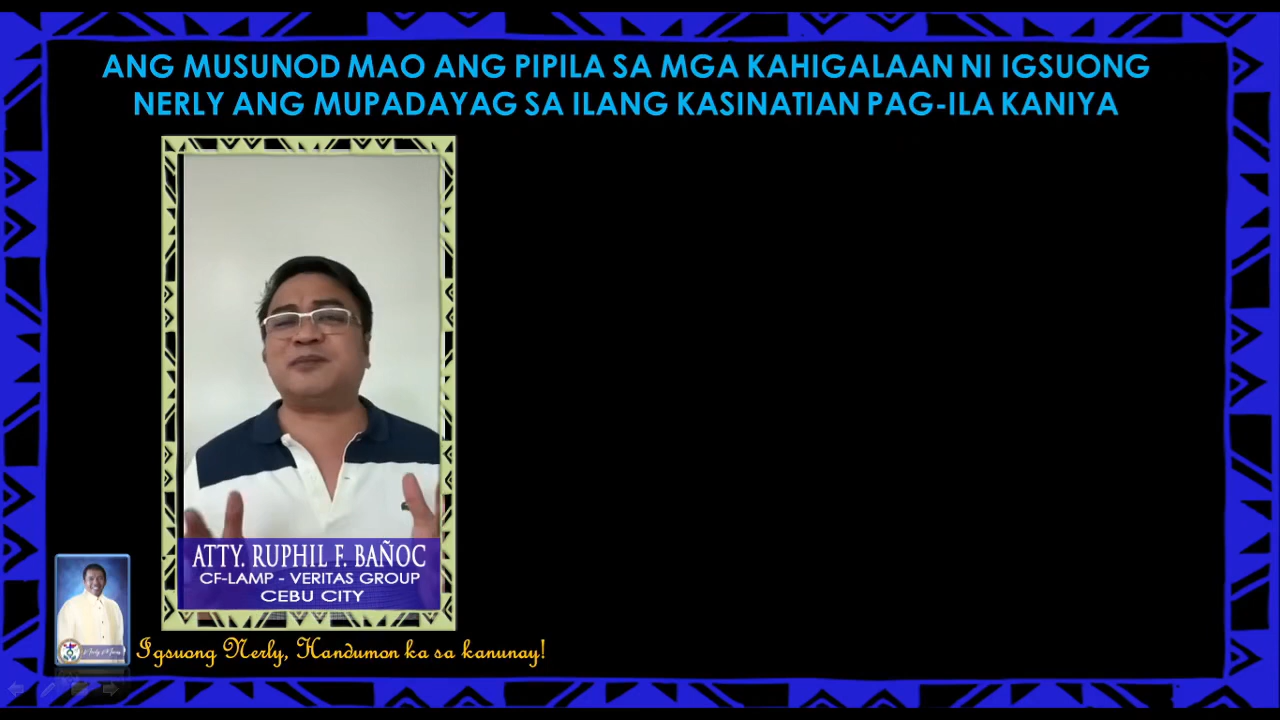 ANG MUSUNOD MAO ANG PIPILA SA MGA KAHIGALAAN NI IGSUONG
NERLY ANG MUPADAYAG SA ILANG KASINATIAN PAG-ILA KANIYA
ATTY. RUPHIL F. BAÑOC
CF-LAMP - VERITAS GROUP
CEBU CITY
Igsuong Nerly, Handumon ka sa kanunay!